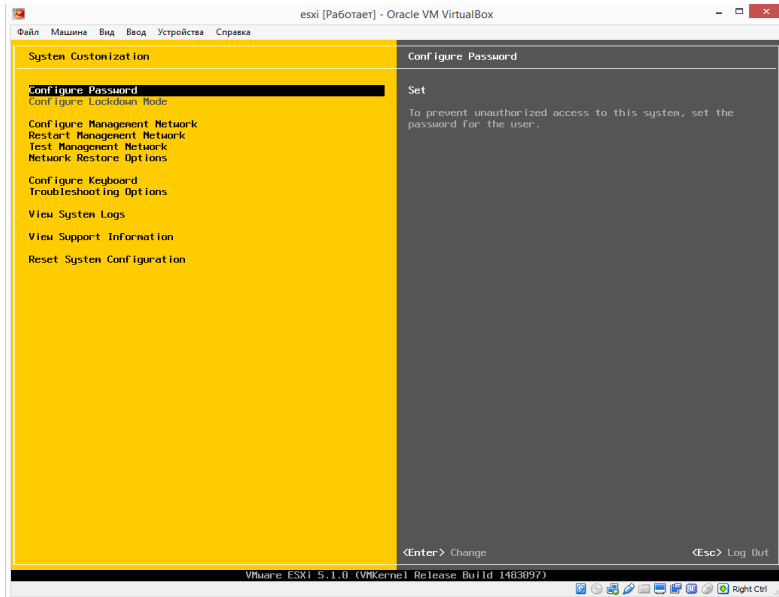 esxi [Работает] - Oracle VM VirtualBox
Файл Машина Вид Ввод Устройства Справка
System Customization
Configure Password
Configure Lockdown Mode
Configure Management Network
Restart Management Network
Test Management Network
Network Restore Options
Configure Keyboard
Troubleshooting Options
View System Logs
View Support Information
Reset System Configuration
Configure Password
Set
To prevent unauthorized access to this system, set the
password for the user.
<Enter> Change <Esc> Log Out
VMware ESXi 5.1.0 (VMKernel Release Build 1483097)
Right Ctrl